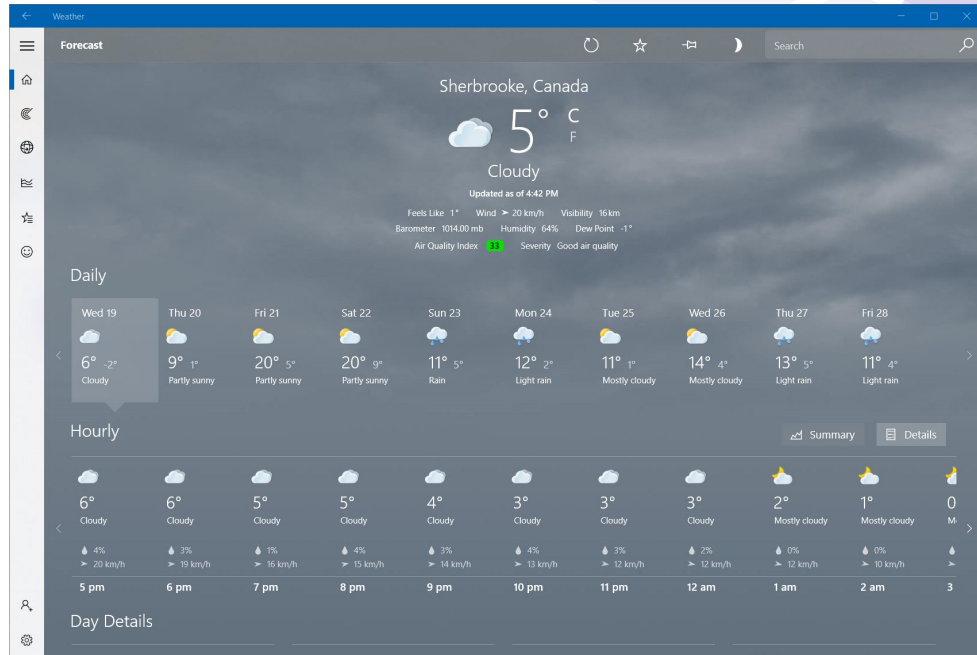 Weather
Forecast
Search
Sherbrooke, Canada
5° C
F
Cloudy
Updated as of 4:42 PM
Feels Like 1° Wind ➤ 20 km/h Visibility 16 km
Barometer 1014.00 mb Humidity 64% Dew Point -1°
Air Quality Index 33 Severity Good air quality
Daily
Wed 19 Thu 20 Fri 21 Sat 22 Sun 23 Mon 24 Tue 25 Wed 26 Thu 27 Fri 28
6° -2° 9° 1° 20° 5° 20° 9° 11° 5° 12° 2° 11° 1° 14° 4° 13° 5° 11° 4°
Cloudy Partly sunny Partly sunny Partly sunny Rain Light rain Mostly cloudy Mostly cloudy Light rain Light rain
Hourly Summary Details
6° 6° 5° 5° 4° 3° 3° 3° 2° 1° 0
Cloudy Cloudy Cloudy Cloudy Cloudy Cloudy Cloudy Cloudy Mostly cloudy Mostly cloudy
4% 3% 1% 4% 3% 4% 3% 2% 0% 0%
20 km/h 19 km/h 16 km/h 15 km/h 14 km/h 13 km/h 12 km/h 12 km/h 12 km/h 10 km/h
5 pm 6 pm 7 pm 8 pm 9 pm 10 pm 11 pm 12 am 1 am 2 am 3
Day Details